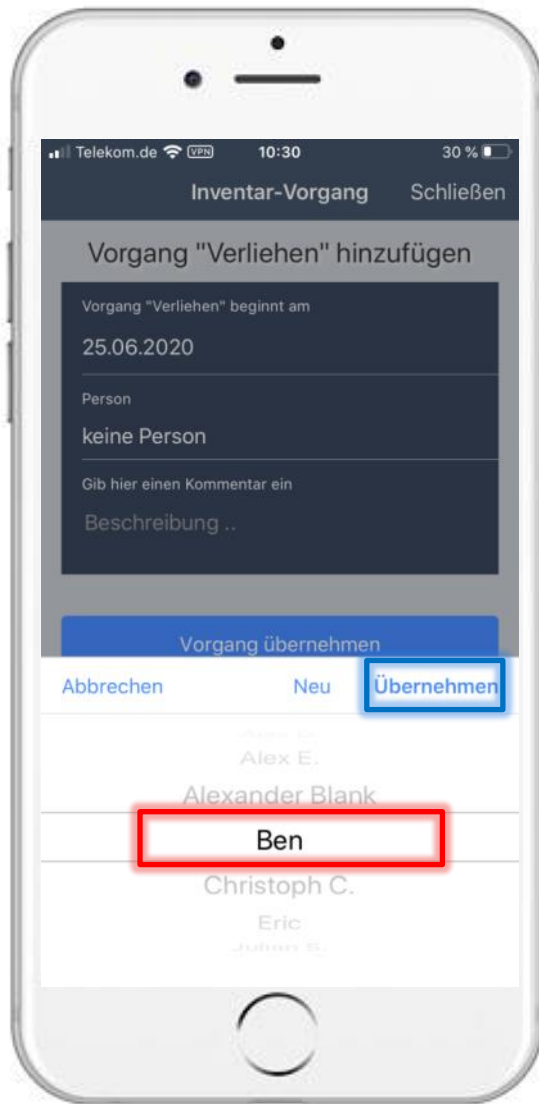 Telekom.de VPN 10:30 30 %
Inventar-Vorgang Schließen
Vorgang "Verliehen" hinzufügen
Vorgang "Verliehen" beginnt am
25.06.2020
Person
keine Person
Gib hier einen Kommentar ein
Beschreibung ..
Vorgang übernehmen
Abbrechen Neu Übernehmen
Alex E.
Alexander Blank
Ben
Christoph C.
Eric
Julian S.